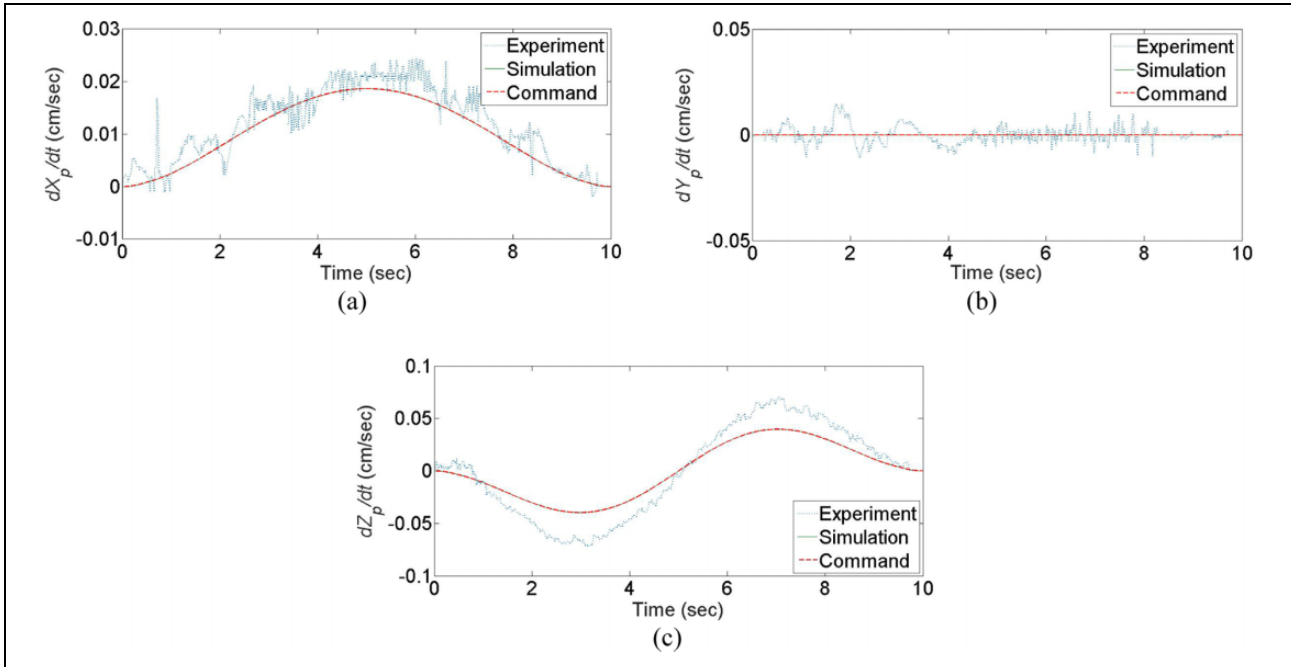 0.03
0.02
0.01
0
-0.01
dXp/dt (cm/sec)
Experiment
Simulation
Command
0 2 4 6 8 10
Time (sec)
(a)
0.05
0
-0.05
dYp/dt (cm/sec)
Experiment
Simulation
Command
0 2 4 6 8 10
Time (sec)
(b)
0.1
0.05
0
-0.05
-0.1
dZp/dt (cm/sec)
Experiment
Simulation
Command
0 2 4 6 8 10
Time (sec)
(c)